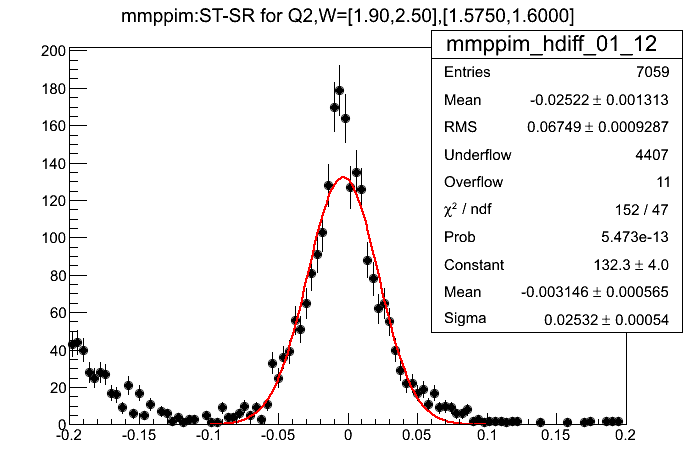 mmppim:ST-SR for Q2,W=[1.90,2.50],[1.5750,1.6000]
mmppim_hdiff_01_12
Entries 7059
Mean -0.02522 ± 0.001313
RMS 0.06749 ± 0.0009287
Underflow 4407
Overflow 11
χ² / ndf 152 / 47
Prob 5.473e-13
Constant 132.3 ± 4.0
Mean -0.003146 ± 0.000565
Sigma 0.02532 ± 0.00054
200
180
160
140
120
100
80
60
40
20
0
-0.2 -0.15 -0.1 -0.05 0 0.05 0.1 0.15 0.2